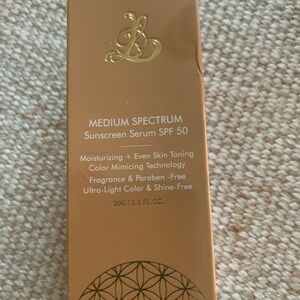 MEDIUM SPECTRUM
Sunscreen Serum SPF 50
Moisturizing + Even Skin Toning
Color Mimicing Technology
Fragrance & Paraben -Free
Ultra-Light Color & Shine-Free
30G / 1.0 FL.OZ.